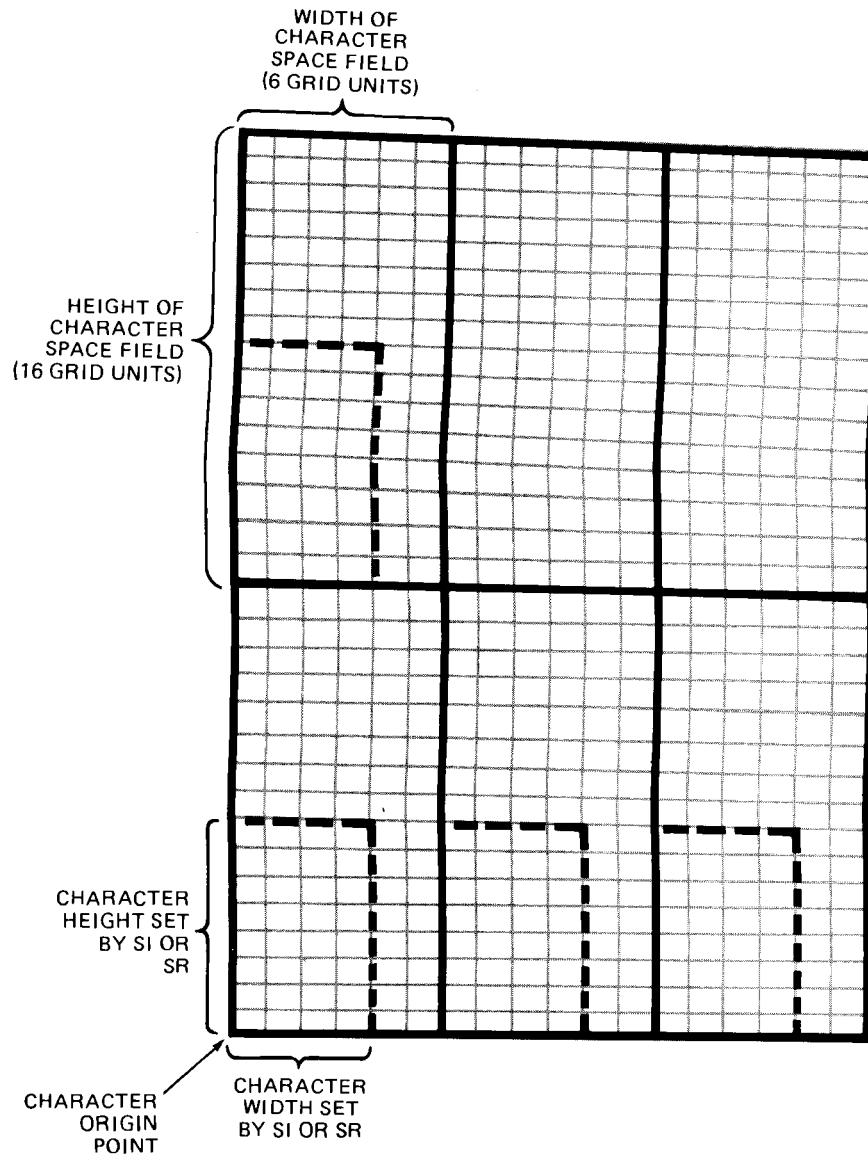 WIDTH OF
CHARACTER
SPACE FIELD
(6 GRID UNITS)
HEIGHT OF
CHARACTER
SPACE FIELD
(16 GRID UNITS)
CHARACTER
HEIGHT SET
BY SI OR
SR
CHARACTER
ORIGIN
POINT
CHARACTER
WIDTH SET
BY SI OR SR